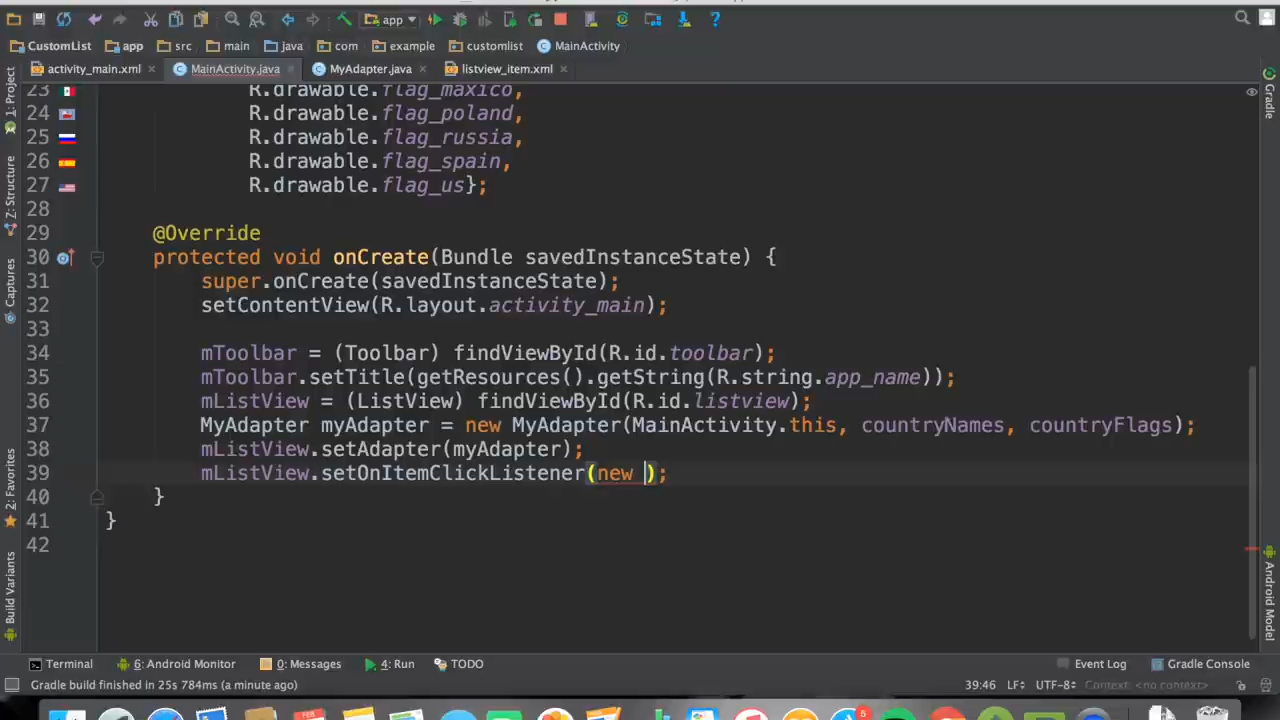 app
CustomList app src main java com example customlist MainActivity
activity_main.xml MainActivity.java MyAdapter.java listview_item.xml
1: Project
Z: Structure
Captures
2: Favorites
Build Variants
23 R.drawable.flag_maxico,
24 R.drawable.flag_poland,
25 R.drawable.flag_russia,
26 R.drawable.flag_spain,
27 R.drawable.flag_us};
28
29 @Override
30 protected void onCreate(Bundle savedInstanceState) {
31 super.onCreate(savedInstanceState);
32 setContentView(R.layout.activity_main);
33
34 mToolbar = (Toolbar) findViewById(R.id.toolbar);
35 mToolbar.setTitle(getResources().getString(R.string.app_name));
36 mListView = (ListView) findViewById(R.id.listview);
37 MyAdapter myAdapter = new MyAdapter(MainActivity.this, countryNames, countryFlags);
38 mListView.setAdapter(myAdapter);
39 mListView.setOnItemClickListener(new );
40 }
41 }
42
Gradle
Android Model
Terminal 6: Android Monitor 0: Messages 4: Run TODO Event Log Gradle Console
Gradle build finished in 25s 784ms (a minute ago) 39:46 LF÷ UTF-8÷ Context: <no context>